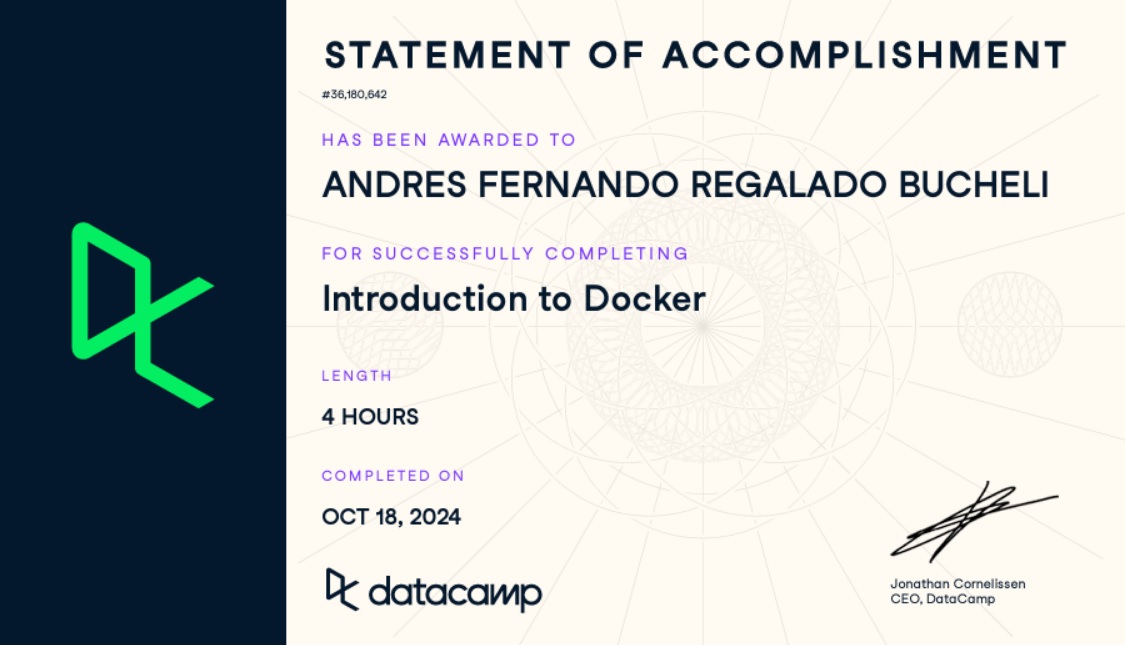 STATEMENT OF ACCOMPLISHMENT
#36,180,642
HAS BEEN AWARDED TO
ANDRES FERNANDO REGALADO BUCHELI
FOR SUCCESSFULLY COMPLETING
Introduction to Docker
LENGTH
4 HOURS
COMPLETED ON
OCT 18, 2024
datacamp
Jonathan Cornelissen
CEO, DataCamp